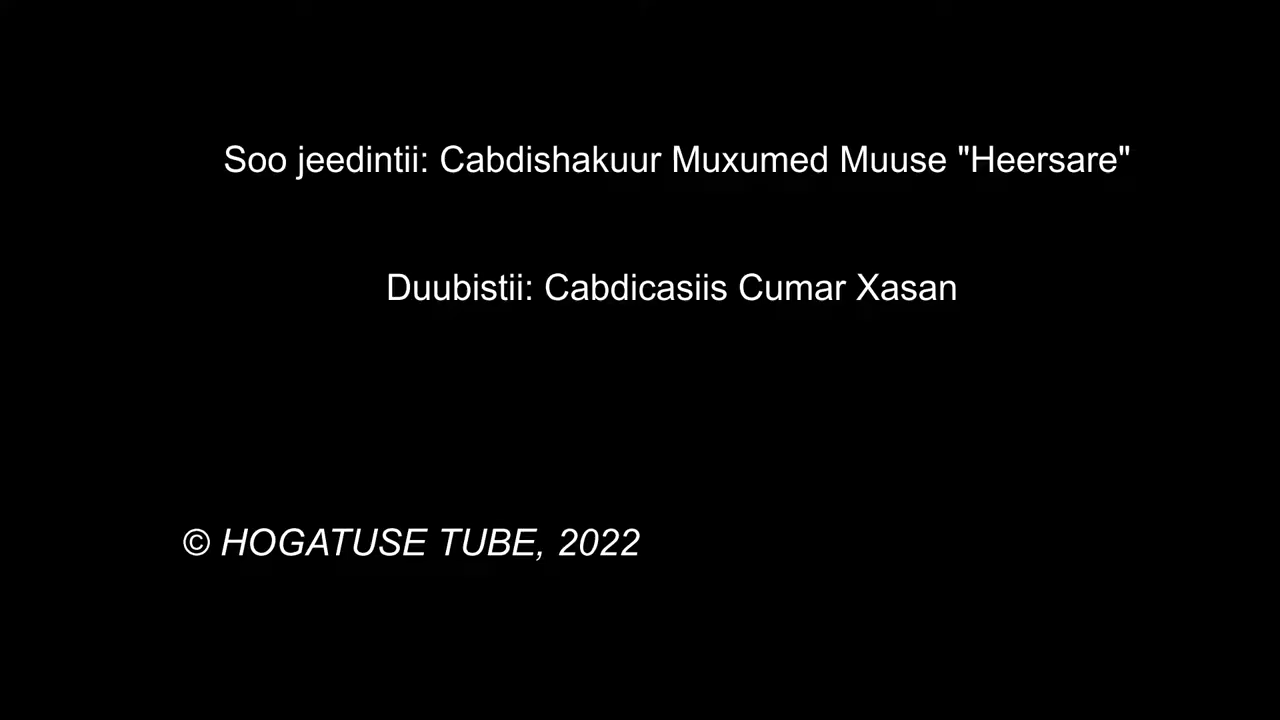 Soo jeedintii: Cabdishakuur Muxumed Muuse "Heersare"
Duubistii: Cabdicasiis Cumar Xasan
© HOGATUSE TUBE, 2022